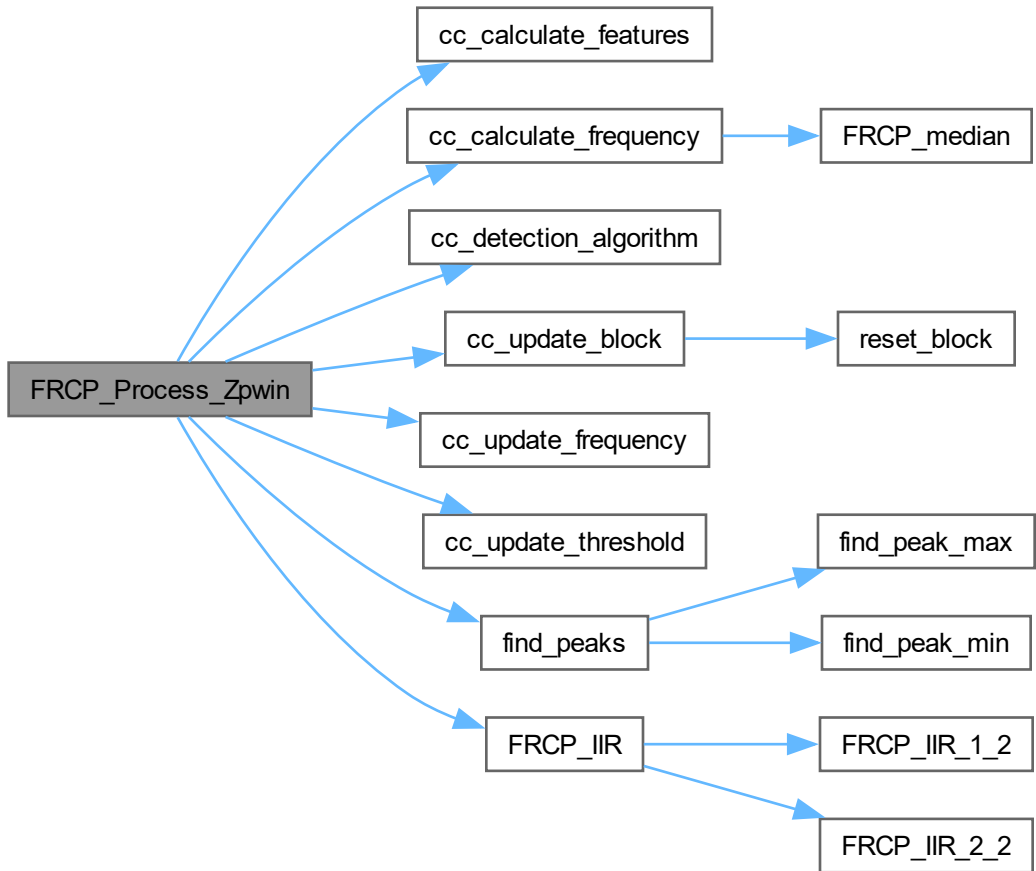 cc_calculate_features
cc_calculate_frequency
FRCP_median
cc_detection_algorithm
cc_update_block
reset_block
FRCP_Process_Zpwin
cc_update_frequency
cc_update_threshold
find_peak_max
find_peaks
find_peak_min
FRCP_IIR
FRCP_IIR_1_2
FRCP_IIR_2_2